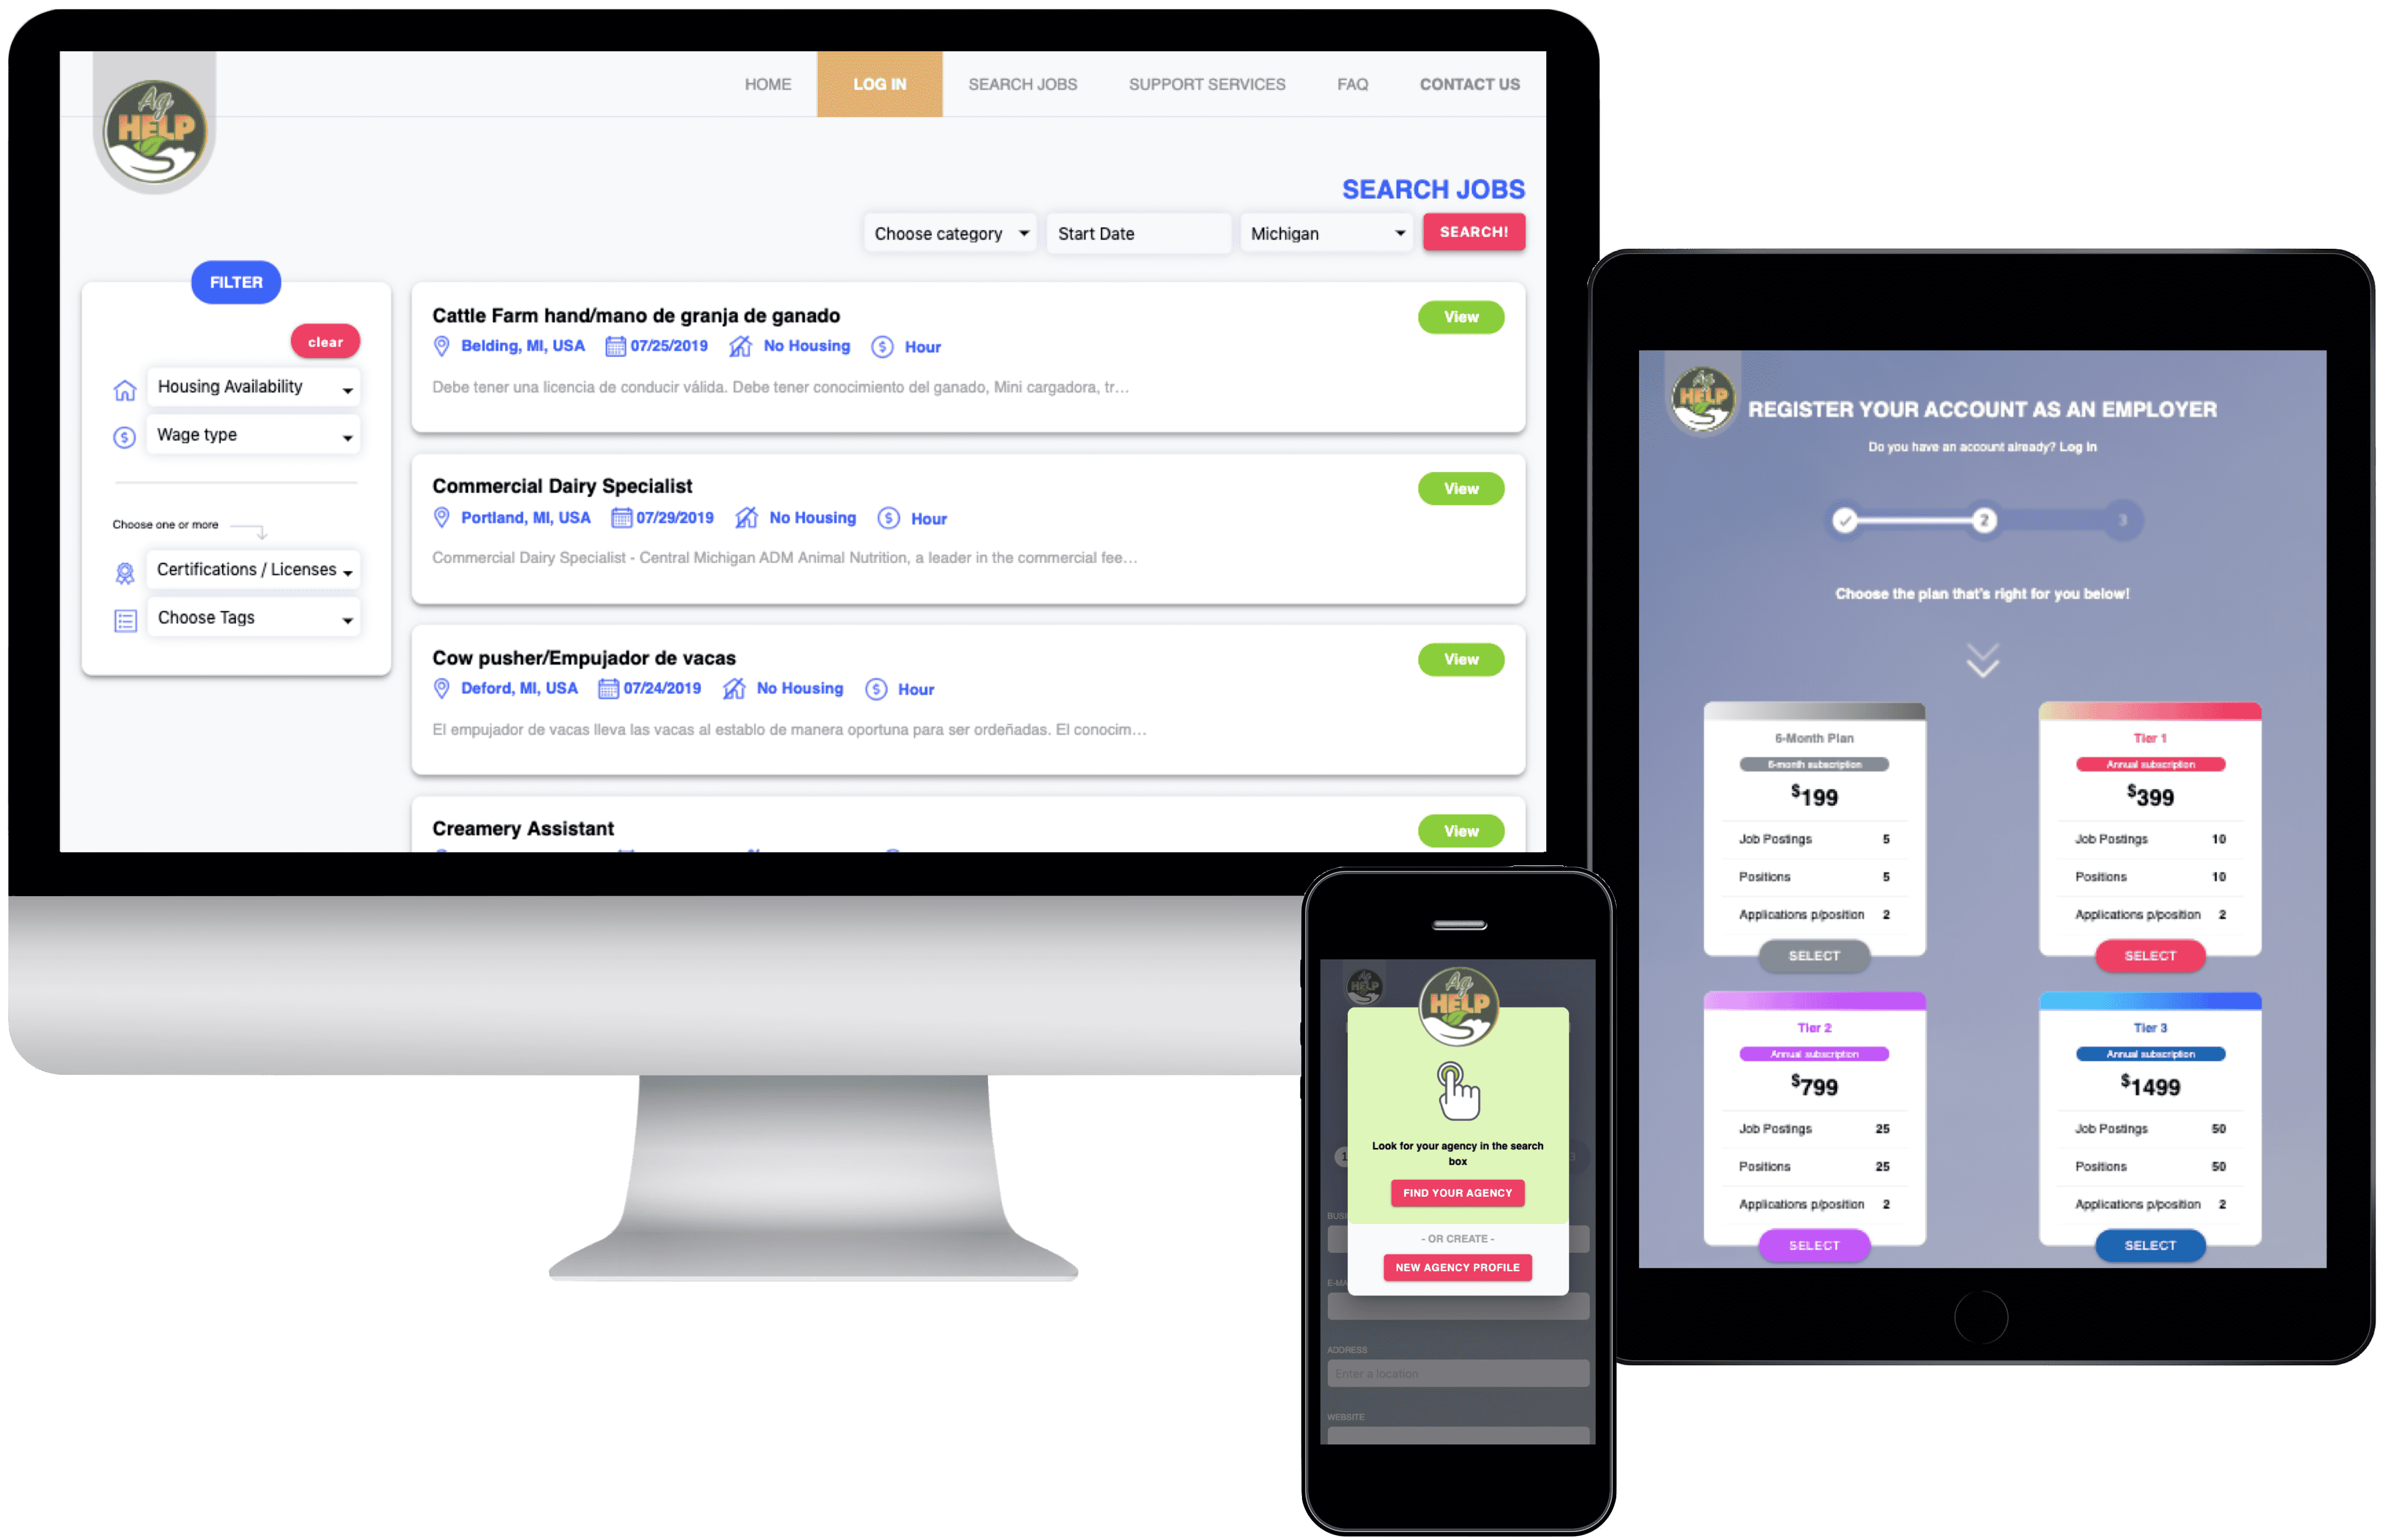 Ag
HELP
HOME LOG IN SEARCH JOBS SUPPORT SERVICES FAQ CONTACT US
SEARCH JOBS
Choose category Start Date Michigan SEARCH!
FILTER
clear
Housing Availability
$ Wage type
Choose one or more
Certifications / Licenses
Choose Tags
Cattle Farm hand/mano de granja de ganado View
Belding, MI, USA 07/25/2019 No Housing $ Hour
Debe tener una licencia de conducir válida. Debe tener conocimiento del ganado, Mini cargadora, tr...
Commercial Dairy Specialist View
Portland, MI, USA 07/29/2019 No Housing $ Hour
Commercial Dairy Specialist - Central Michigan ADM Animal Nutrition, a leader in the commercial fee...
Cow pusher/Empujador de vacas View
Deford, MI, USA 07/24/2019 No Housing $ Hour
El empujador de vacas lleva las vacas al establo de manera oportuna para ser ordeñadas. El conocim...
Creamery Assistant View
Ag
HELP
REGISTER YOUR ACCOUNT AS AN EMPLOYER
Do you have an account already? Log In
2 3
Choose the plan that's right for you below!
6-Month Plan
6-month subscription
$199
Job Postings 5
Positions 5
Applications p/position 2
SELECT
Tier 1
Annual subscription
$399
Job Postings 10
Positions 10
Applications p/position 2
SELECT
Tier 2
Annual subscription
$799
Job Postings 25
Positions 25
Applications p/position 2
SELECT
Tier 3
Annual subscription
$1499
Job Postings 50
Positions 50
Applications p/position 2
SELECT
HELP
Ag
HELP
Look for your agency in the search
box
FIND YOUR AGENCY
- OR CREATE -
NEW AGENCY PROFILE
1 3
BUSI
E-MA
ADDRESS
Enter a location
WEBSITE